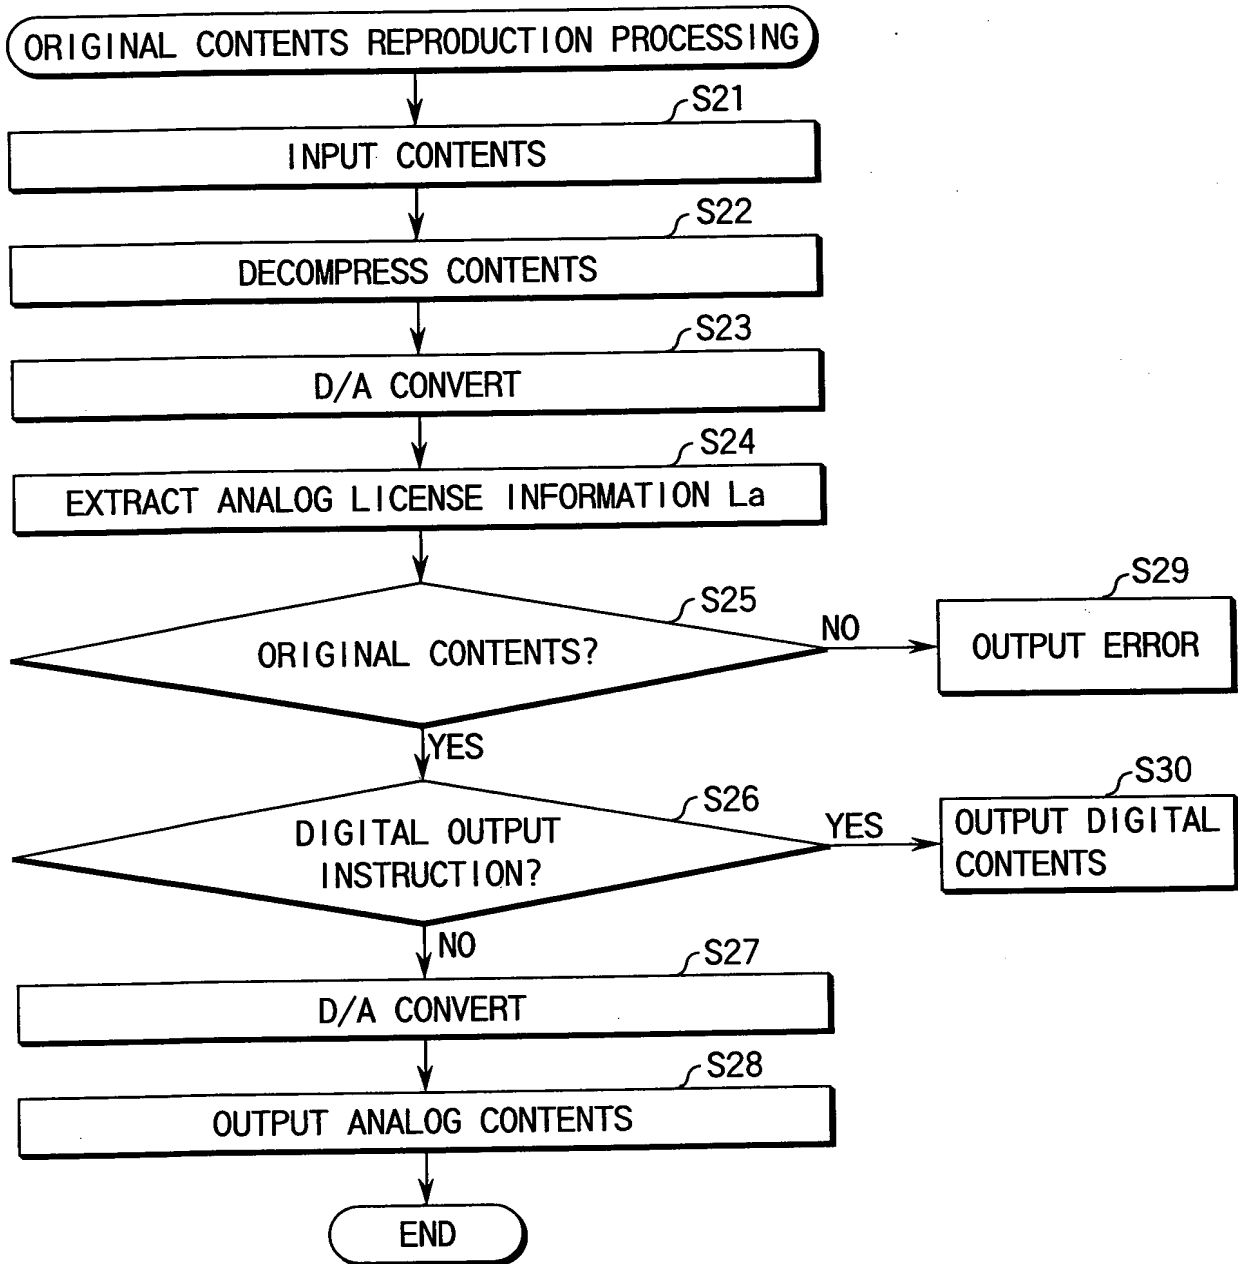 ORIGINAL CONTENTS REPRODUCTION PROCESSING
S21
INPUT CONTENTS
S22
DECOMPRESS CONTENTS
S23
D/A CONVERT
S24
EXTRACT ANALOG LICENSE INFORMATION La
S25
ORIGINAL CONTENTS?
NO
S29
OUTPUT ERROR
YES
S26
DIGITAL OUTPUT
INSTRUCTION?
YES
S30
OUTPUT DIGITAL
CONTENTS
NO
S27
D/A CONVERT
S28
OUTPUT ANALOG CONTENTS
END